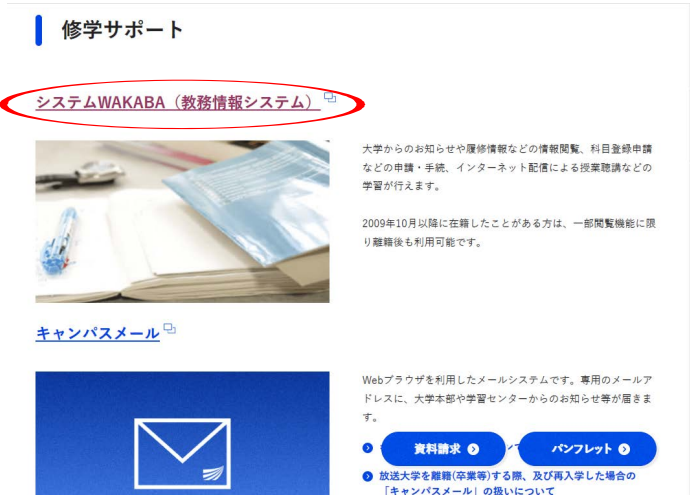 修学サポート
システムWAKABA（教務情報システム）
大学からのお知らせや履修情報などの情報閲覧、科目登録申請
などの申請・手続、インターネット配信による授業聴講などの
学習が行えます。
2009年10月以降に在籍したことがある方は、一部閲覧機能に限
り離籍後も利用可能です。
キャンパスメール
Webブラウザを利用したメールシステムです。専用のメールア
ドレスに、大学本部や学習センターからのお知らせ等が届きま
す。
資料請求
パンフレット
放送大学を離籍(卒業等)する際、及び再入学した場合の
「キャンパスメール」の扱いについて